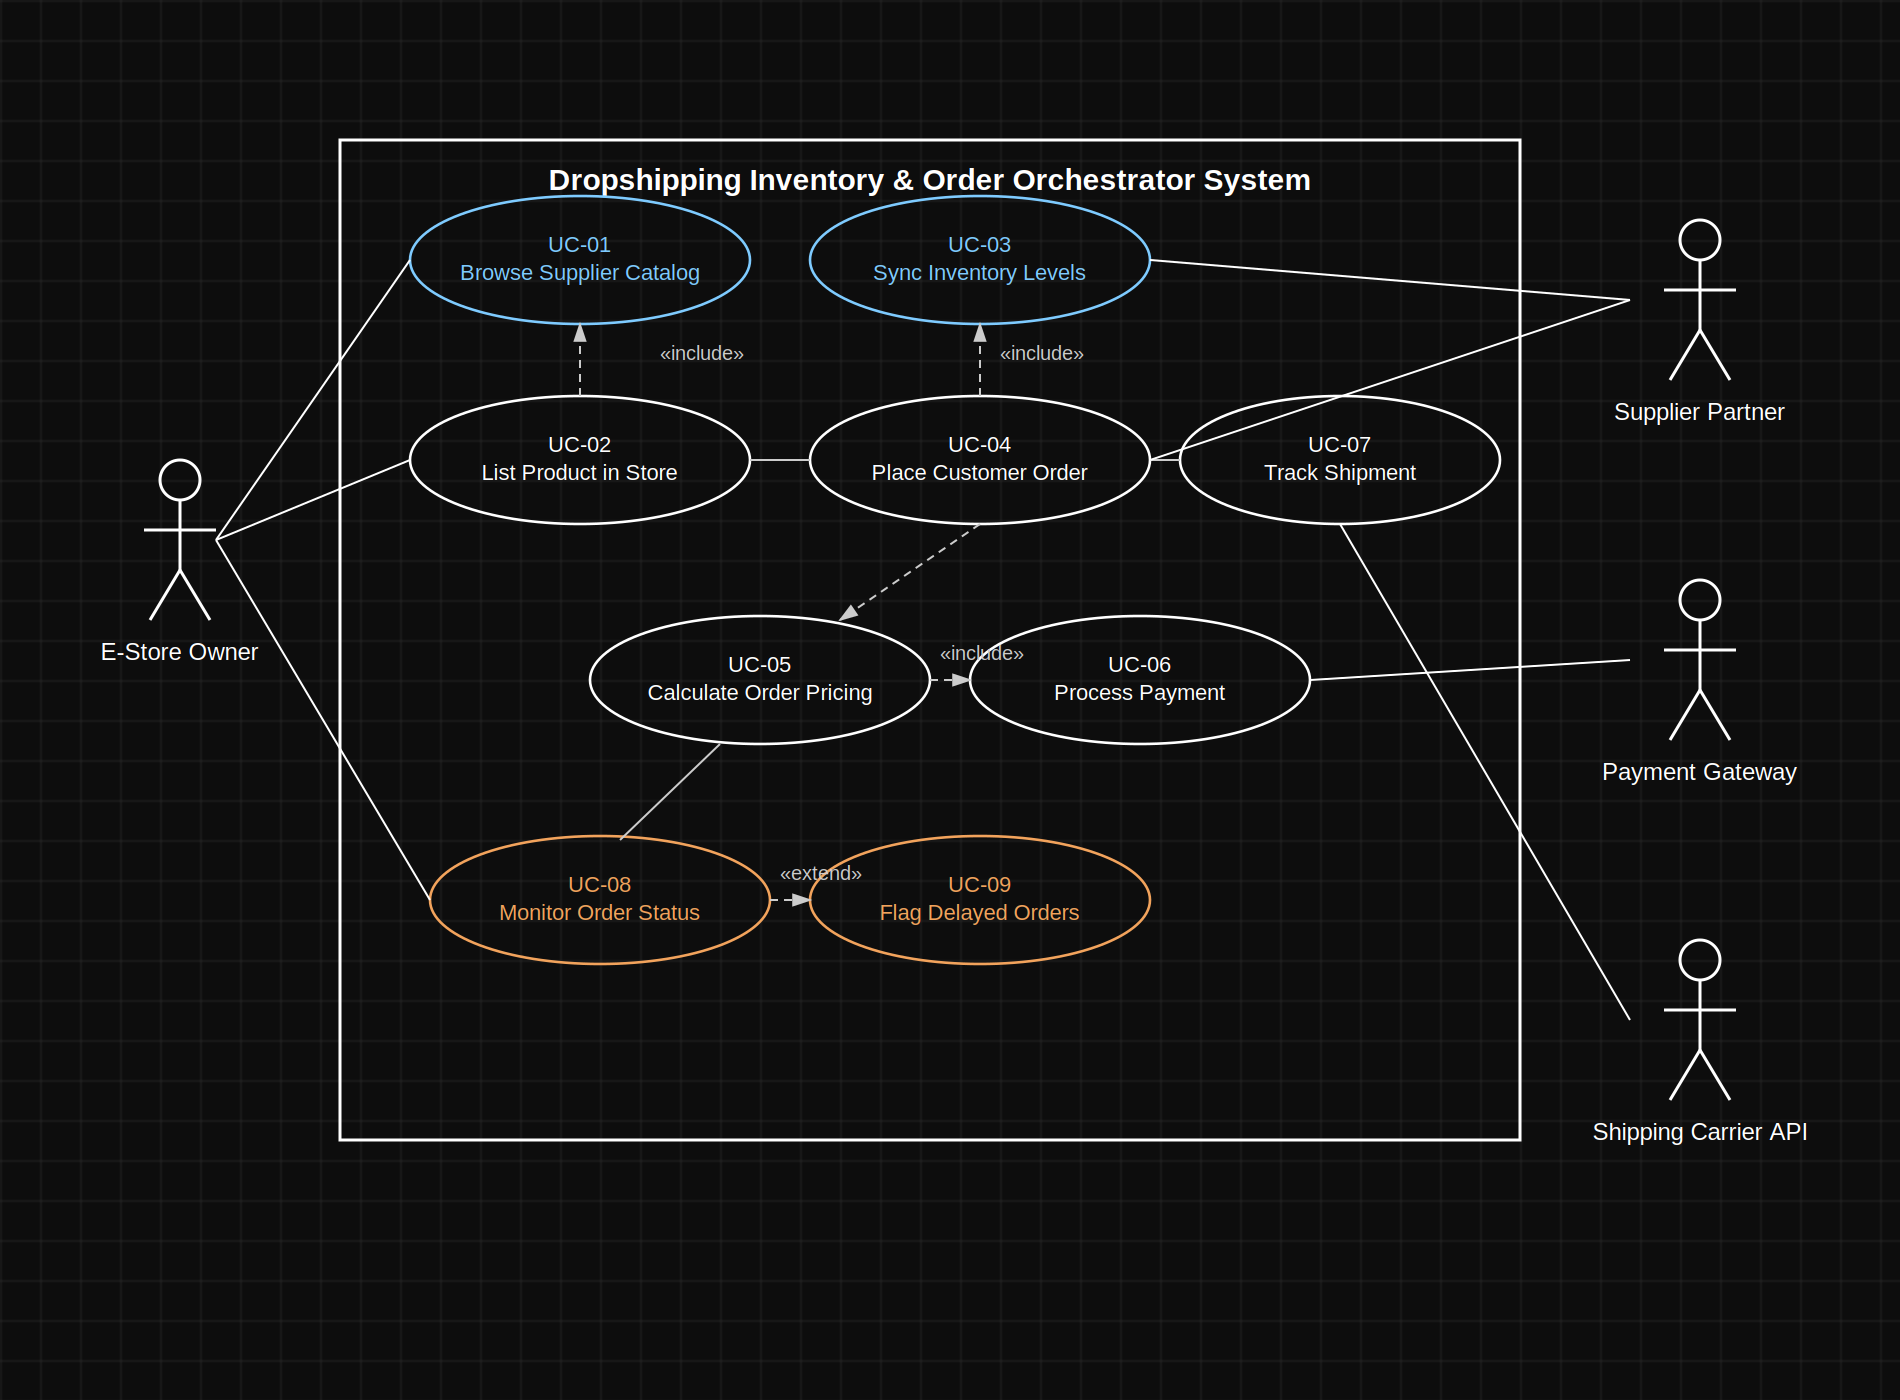 Dropshipping Inventory & Order Orchestrator System
UC-01
Browse Supplier Catalog
UC-03
Sync Inventory Levels
«include»
«include»
Supplier Partner
UC-02
List Product in Store
UC-04
Place Customer Order
UC-07
Track Shipment
E-Store Owner
UC-05
Calculate Order Pricing
«include»
UC-06
Process Payment
Payment Gateway
UC-08
Monitor Order Status
«extend»
UC-09
Flag Delayed Orders
Shipping Carrier API